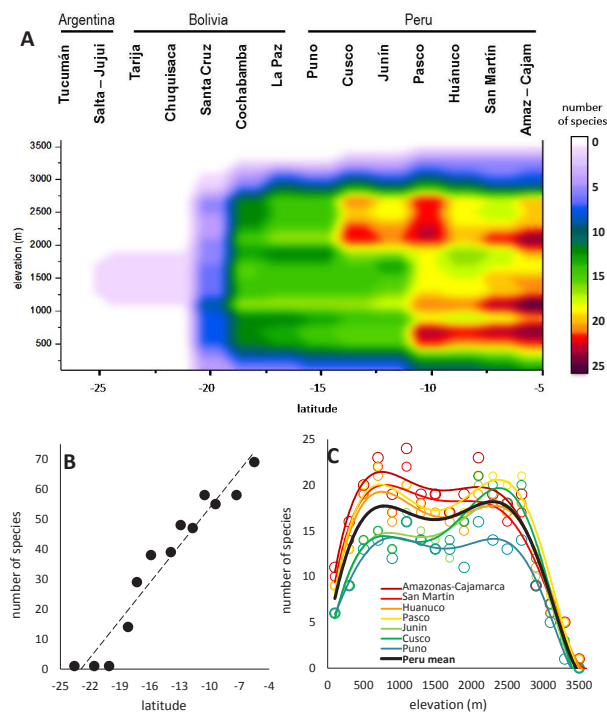 Argentina Bolivia Peru
A
Tucumán
Salta – Jujui
Tarija
Chuquisaca
Santa Cruz
Cochabamba
La Paz
Puno
Cusco
Junín
Pasco
Huánuco
San Martín
Amaz – Cajam
number
of species
3500
3000
2500
2000
1500
1000
500
elevation (m)
-25 -20 -15 -10 -5
latitude
0
5
10
15
20
25
B
70
60
50
40
30
20
10
0
number of species
-25 -22 -19 -16 -13 -10 -7 -4
latitude
C
25
20
15
10
5
0
number of species
Amazonas-Cajamarca
San Martin
Huanuco
Pasco
Junin
Cusco
Puno
Peru mean
0 500 1000 1500 2000 2500 3000 3500
elevation (m)